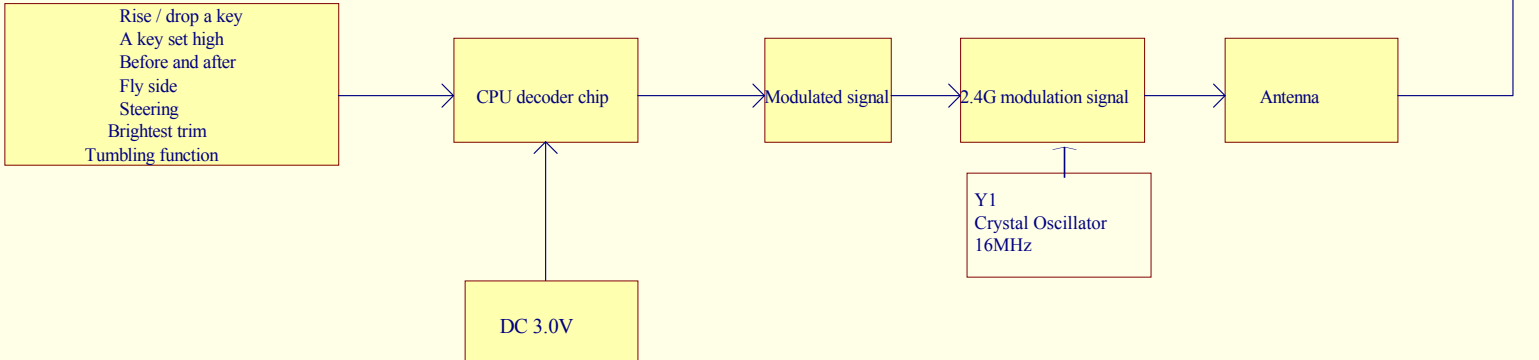 Rise / drop a key
A key set high
Before and after
Fly side
Steering
Brightest trim
Tumbling function
CPU decoder chip
Modulated signal
2.4G modulation signal
Antenna
Y1
Crystal Oscillator
16MHz
DC 3.0V